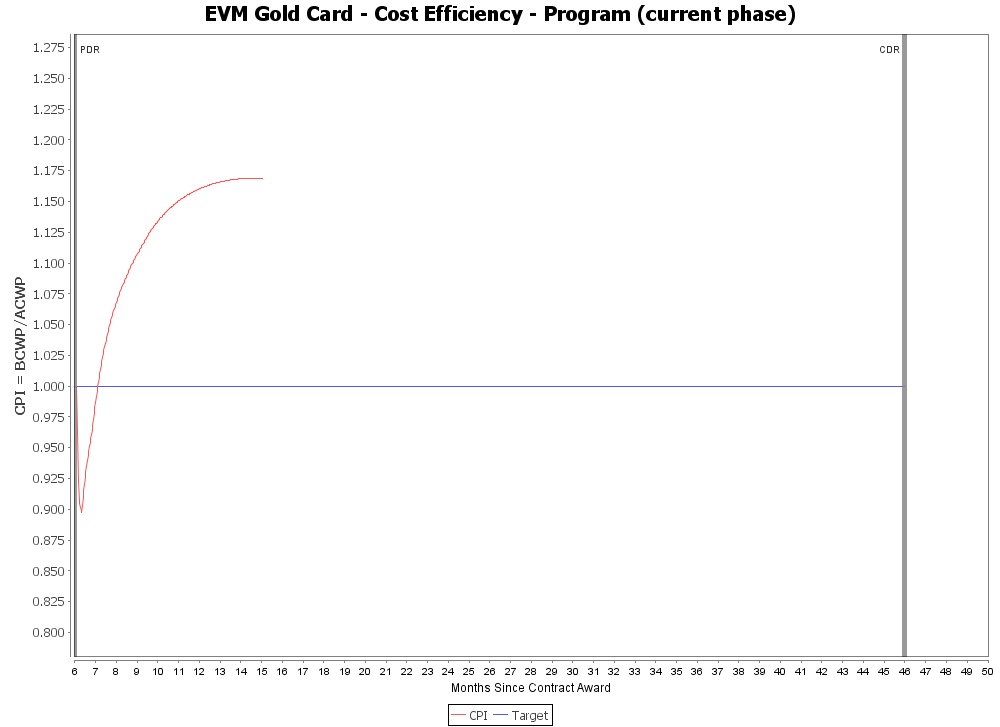 EVM Gold Card - Cost Efficiency - Program (current phase)
1.275
1.250
1.225
1.200
1.175
1.150
1.125
1.100
1.075
1.050
1.025
1.000
0.975
0.950
0.925
0.900
0.875
0.850
0.825
0.800
CPI = BCWP/ACWP
PDR
CDR
6 7 8 9 10 11 12 13 14 15 16 17 18 19 20 21 22 23 24 25 26 27 28 29 30 31 32 33 34 35 36 37 38 39 40 41 42 43 44 45 46 47 48 49 50
Months Since Contract Award
CPI Target